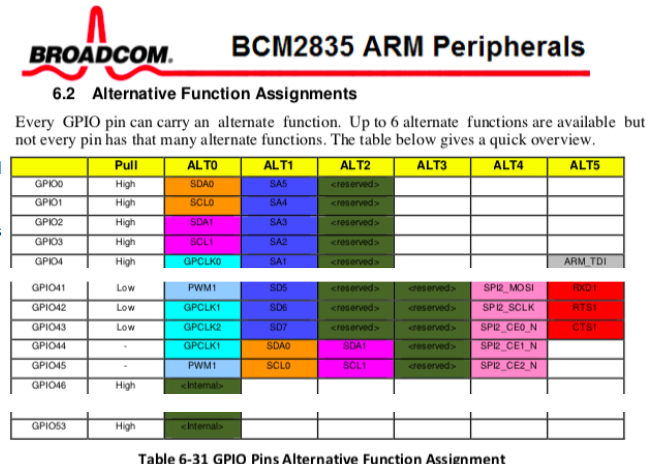 BROADCOM.
BCM2835 ARM Peripherals
6.2 Alternative Function Assignments
Every GPIO pin can carry an alternate function. Up to 6 alternate functions are available but
not every pin has that many alternate functions. The table below gives a quick overview.
Pull ALT0 ALT1 ALT2 ALT3 ALT4 ALT5
GPIO0 High SDA0 SA5 <reserved>
GPIO1 High SCL0 SA4 <reserved>
GPIO2 High SDA1 SA3 <reserved>
GPIO3 High SCL1 SA2 <reserved>
GPIO4 High GPCLK0 SA1 <reserved> ARM_TDI
GPIO41 Low PWM1 SD5 <reserved> <reserved> SPI2_MOSI RXD1
GPIO42 Low GPCLK1 SD6 <reserved> <reserved> SPI2_SCLK RTS1
GPIO43 Low GPCLK2 SD7 <reserved> <reserved> SPI2_CE0_N CTS1
GPIO44 - GPCLK1 SDA0 SDA1 <reserved> SPI2_CE1_N
GPIO45 - PWM1 SCL0 SCL1 <reserved> SPI2_CE2_N
GPIO46 High <Internal>
GPIO53 High <Internal>
Table 6-31 GPIO Pins Alternative Function Assignment